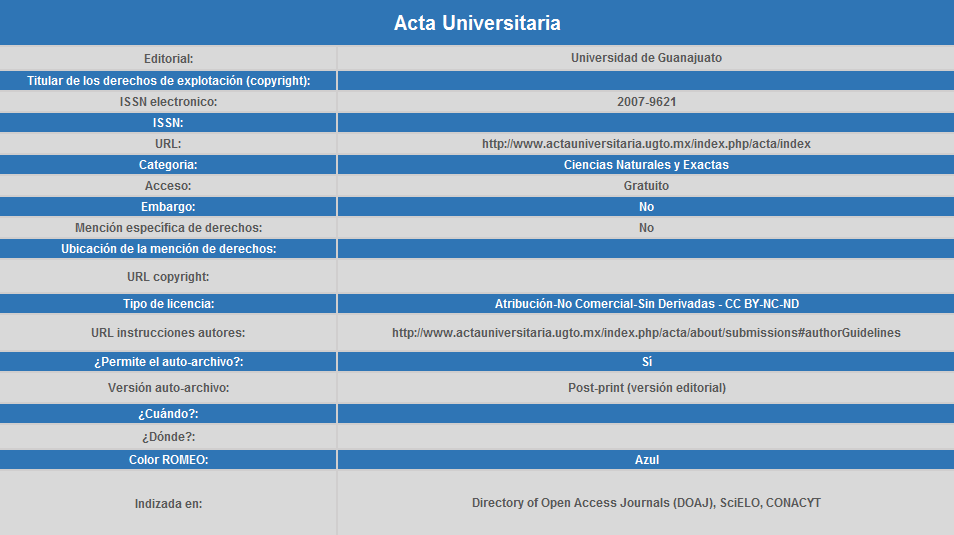 Acta Universitaria
Editorial: Universidad de Guanajuato
Titular de los derechos de explotación (copyright):
ISSN electronico: 2007-9621
ISSN:
URL: http://www.actauniversitaria.ugto.mx/index.php/acta/index
Categoria: Ciencias Naturales y Exactas
Acceso: Gratuito
Embargo: No
Mención específica de derechos: No
Ubicación de la mención de derechos:
URL copyright:
Tipo de licencia: Atribución-No Comercial-Sin Derivadas - CC BY-NC-ND
URL instrucciones autores: http://www.actauniversitaria.ugto.mx/index.php/acta/about/submissions#authorGuidelines
¿Permite el auto-archivo?: Sí
Versión auto-archivo: Post-print (versión editorial)
¿Cuándo?:
¿Dónde?:
Color ROMEO: Azul
Indizada en: Directory of Open Access Journals (DOAJ), SciELO, CONACYT